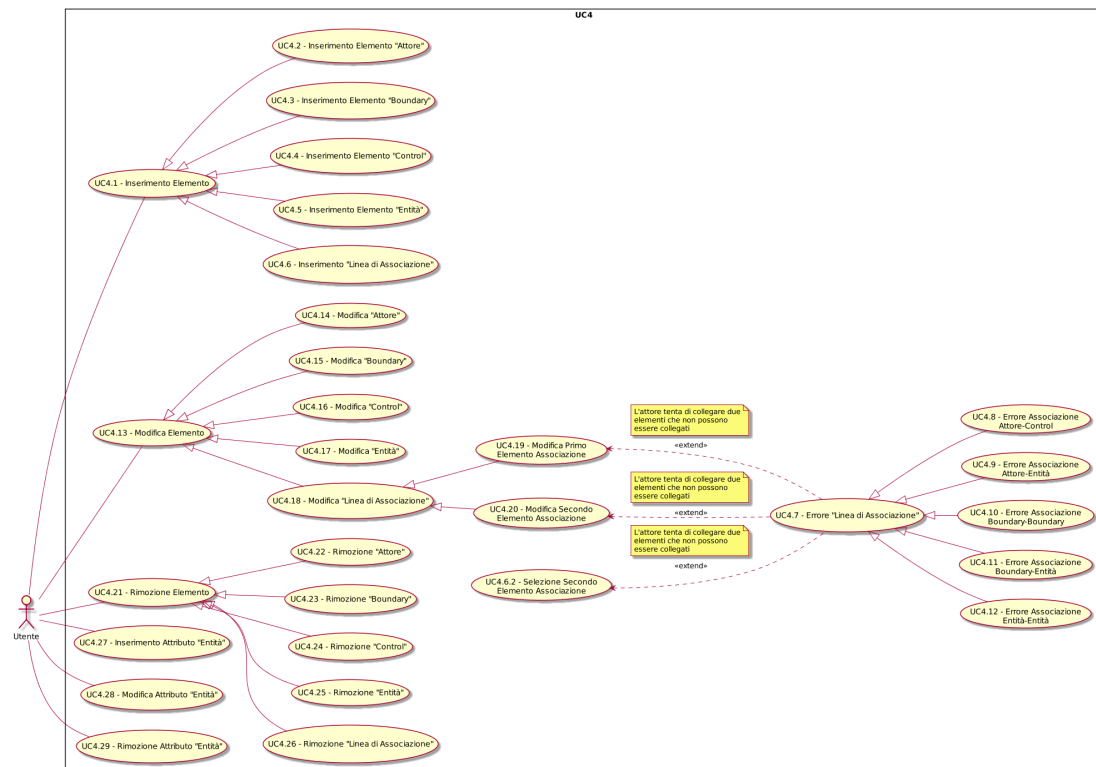 UC4
UC4.2 - Inserimento Elemento "Attore"
UC4.3 - Inserimento Elemento "Boundary"
UC4.4 - Inserimento Elemento "Control"
UC4.1 - Inserimento Elemento
UC4.5 - Inserimento Elemento "Entità"
UC4.6 - Inserimento "Linea di Associazione"
UC4.14 - Modifica "Attore"
UC4.15 - Modifica "Boundary"
UC4.16 - Modifica "Control"
UC4.13 - Modifica Elemento
UC4.17 - Modifica "Entità"
UC4.18 - Modifica "Linea di Associazione"
UC4.19 - Modifica Primo
Elemento Associazione
UC4.20 - Modifica Secondo
Elemento Associazione
UC4.6.2 - Selezione Secondo
Elemento Associazione
L'attore tenta di collegare due
elementi che non possono
essere collegati
«extend»
L'attore tenta di collegare due
elementi che non possono
essere collegati
«extend»
L'attore tenta di collegare due
elementi che non possono
essere collegati
«extend»
UC4.7 - Errore "Linea di Associazione"
UC4.8 - Errore Associazione
Attore-Control
UC4.9 - Errore Associazione
Attore-Entità
UC4.10 - Errore Associazione
Boundary-Boundary
UC4.11 - Errore Associazione
Boundary-Entità
UC4.12 - Errore Associazione
Entità-Entità
UC4.22 - Rimozione "Attore"
UC4.21 - Rimozione Elemento
UC4.23 - Rimozione "Boundary"
UC4.24 - Rimozione "Control"
UC4.25 - Rimozione "Entità"
UC4.26 - Rimozione "Linea di Associazione"
Utente
UC4.27 - Inserimento Attributo "Entità"
UC4.28 - Modifica Attributo "Entità"
UC4.29 - Rimozione Attributo "Entità"